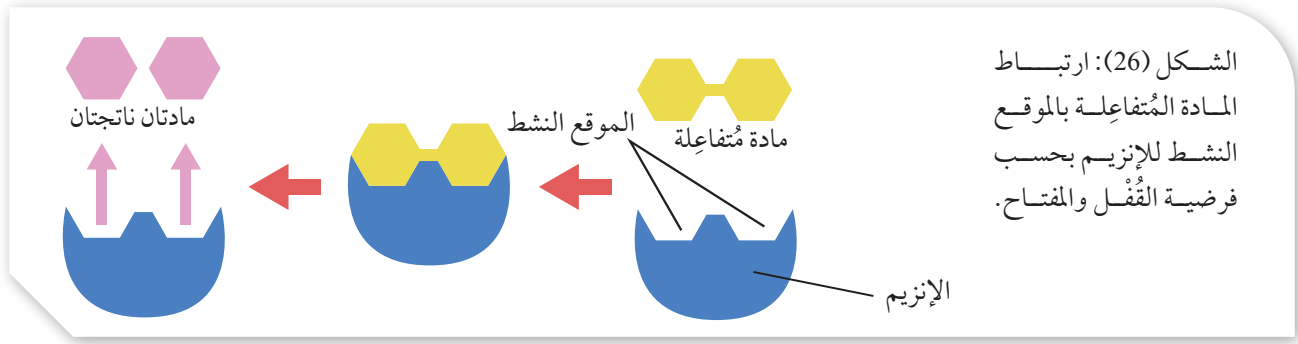 الشكل (26): ارتباط
المادة المُتفاعِلة بالموقع
النشط للإنزيم بحسب
فرضية القُفْل والمفتاح.
مادة مُتفاعِلة
الموقع النشط
الإنزيم
مادتان ناتجتان